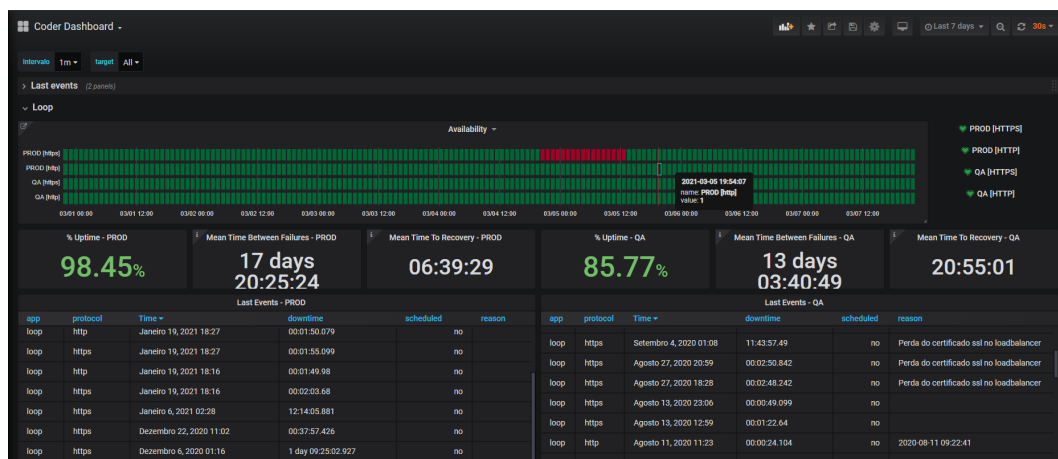 Coder Dashboard
Last 7 days 30s
Intervalo 1m target All
Last events (2 panels)
Loop
Availability
PROD [https]
PROD [http]
QA [https]
QA [http]
03/01 00:00 03/01 12:00 03/02 00:00 03/02 12:00 03/03 00:00 03/03 12:00 03/04 00:00 03/04 12:00 03/05 00:00 03/05 12:00 03/06 00:00 03/06 12:00 03/07 00:00 03/07 12:00
2021-03-05 19:54:07
name: PROD [http]
value: 1
PROD [HTTPS]
PROD [HTTP]
QA [HTTPS]
QA [HTTP]
% Uptime - PROD
98.45%
Mean Time Between Failures - PROD
17 days
20:25:24
Mean Time To Recovery - PROD
06:39:29
% Uptime - QA
85.77%
Mean Time Between Failures - QA
13 days
03:40:49
Mean Time To Recovery - QA
20:55:01
Last Events - PROD
app protocol Time downtime scheduled reason
loop http Janeiro 19, 2021 18:27 00:01:50.079 no
loop https Janeiro 19, 2021 18:27 00:01:55.099 no
loop http Janeiro 19, 2021 18:16 00:01:49.98 no
loop https Janeiro 19, 2021 18:16 00:02:03.68 no
loop https Janeiro 6, 2021 02:28 12:14:05.881 no
loop https Dezembro 22, 2020 11:02 00:37:57.426 no
loop https Dezembro 6, 2020 01:16 1 day 09:25:02.927 no
Last Events - QA
app protocol Time downtime scheduled reason
loop https Setembro 4, 2020 01:08 11:43:57.49 no Perda do certificado ssl no loadbalancer
loop https Agosto 27, 2020 20:59 00:02:50.842 no Perda do certificado ssl no loadbalancer
loop https Agosto 27, 2020 18:28 00:02:48.242 no Perda do certificado ssl no loadbalancer
loop https Agosto 13, 2020 23:06 00:00:49.099 no
loop https Agosto 13, 2020 12:59 00:01:22.64 no
loop http Agosto 11, 2020 11:23 00:00:24.104 no 2020-08-11 09:22:41